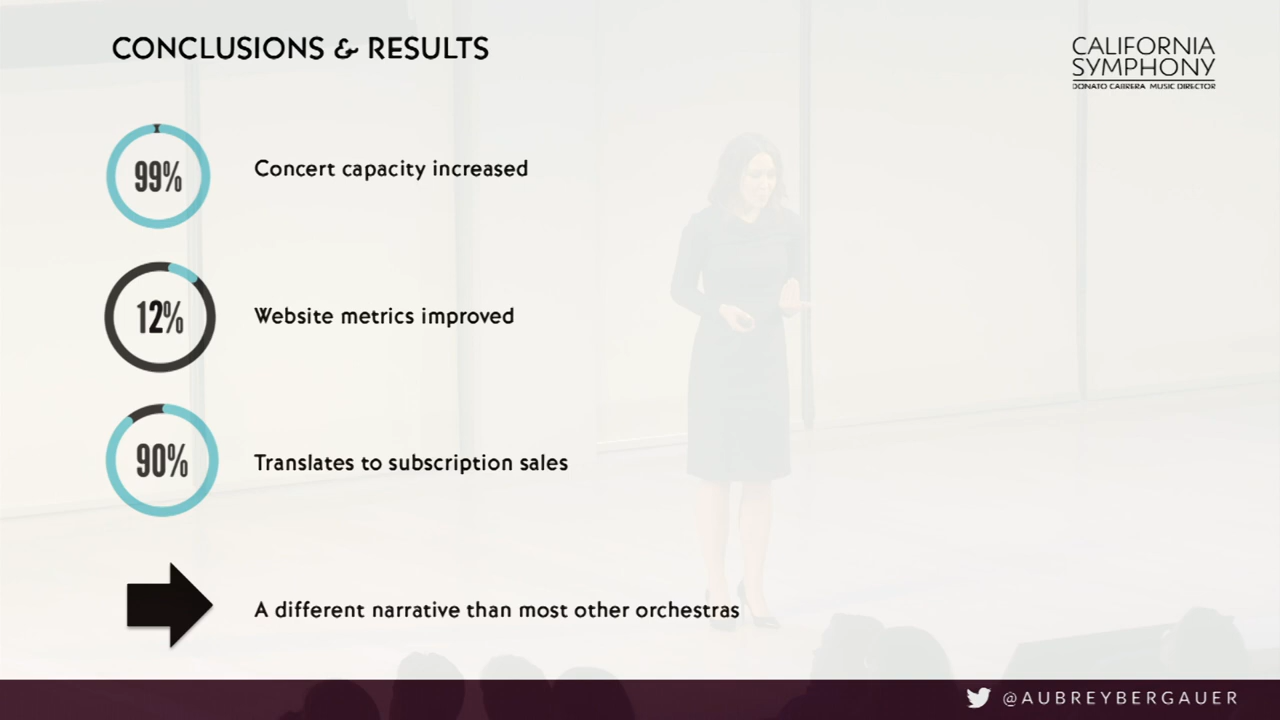 CONCLUSIONS & RESULTS
CALIFORNIA
SYMPHONY
DONATO CABRERA MUSIC DIRECTOR
99%
Concert capacity increased
12%
Website metrics improved
90%
Translates to subscription sales
A different narrative than most other orchestras
@AUBREYBERGAUER